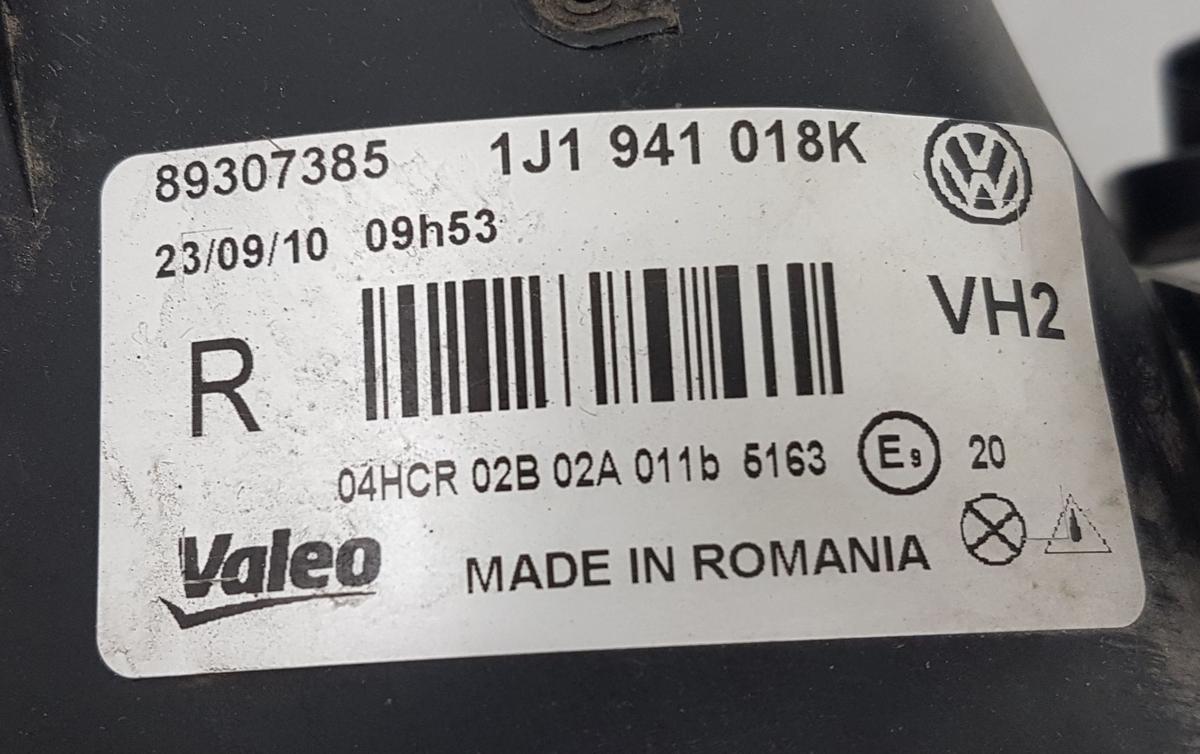 89307385 1J1 941 018K
23/09/10 09h53
VH2
R
04HCR 02B 02A 011b 5163 E9 20
Valeo MADE IN ROMANIA